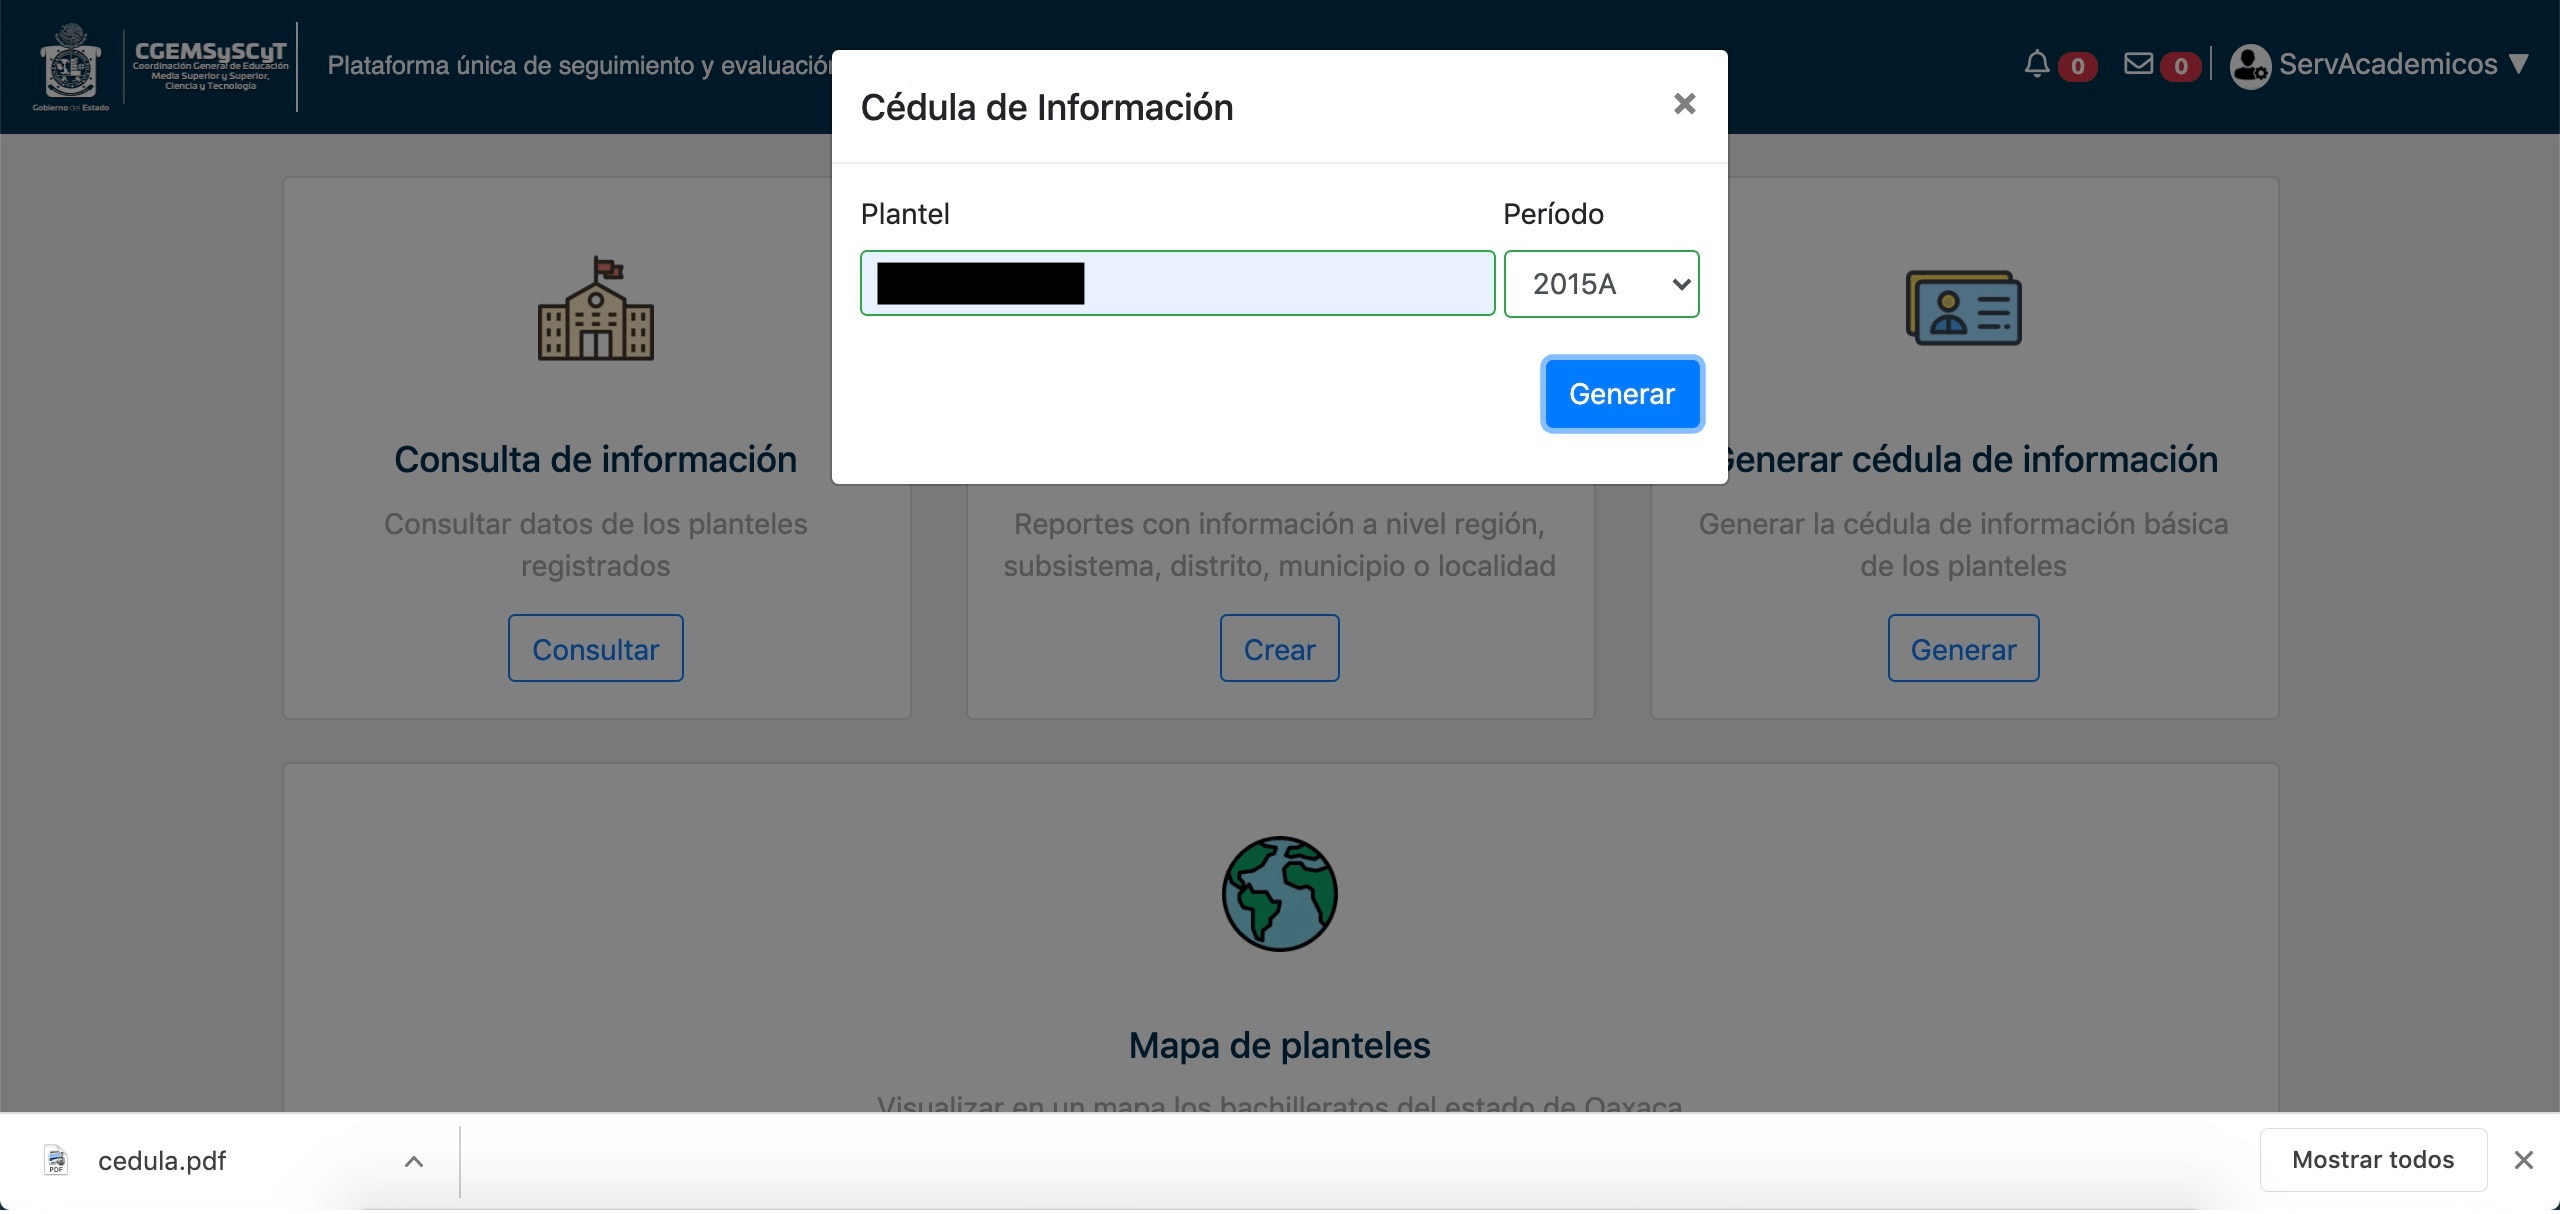 CGEMSySCyT
Coordinación General de Educación
Media Superior y Superior,
Ciencia y Tecnología
Gobierno del Estado
Plataforma única de seguimiento y evaluación
0
0
ServAcademicos ▼
Cédula de Información
×
Plantel
Período
2015A
Generar
Consulta de información
Consultar datos de los planteles
registrados
Consultar
Reportes con información a nivel región,
subsistema, distrito, municipio o localidad
Crear
Generar cédula de información
Generar la cédula de información básica
de los planteles
Generar
Mapa de planteles
Visualizar en un mapa los bachilleratos del estado de Oaxaca
PDF
cedula.pdf
Mostrar todos